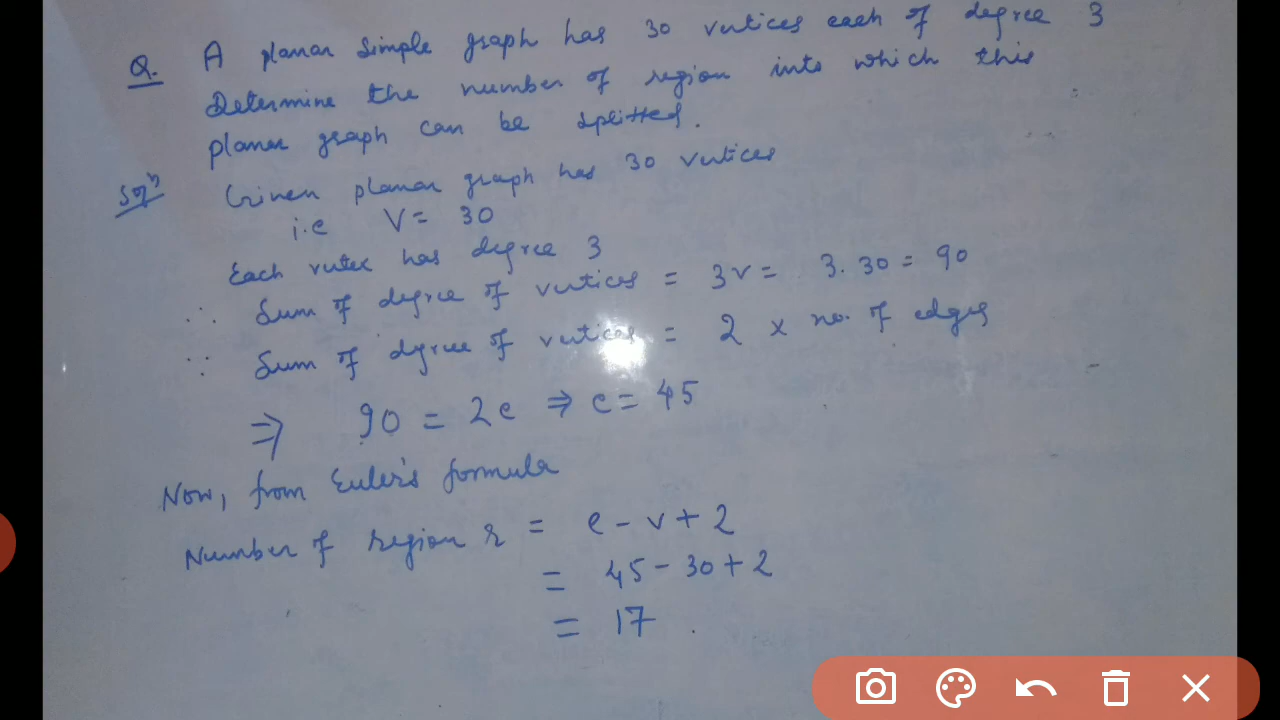 Q. A planar simple graph has 30 vertices each of degree 3
Determine the number of region into which this
planar graph can be splitted.
Solⁿ Given planar graph has 30 vertices
i.e V = 30
Each vertex has degree 3
∴ Sum of degree of vertices = 3v = 3.30 = 90
∵ Sum of degree of vertices = 2 x no. of edges
⇒ 90 = 2e ⇒ e = 45
Now, from Euler's formula
Number of region r = e - v + 2
= 45 - 30 + 2
= 17.